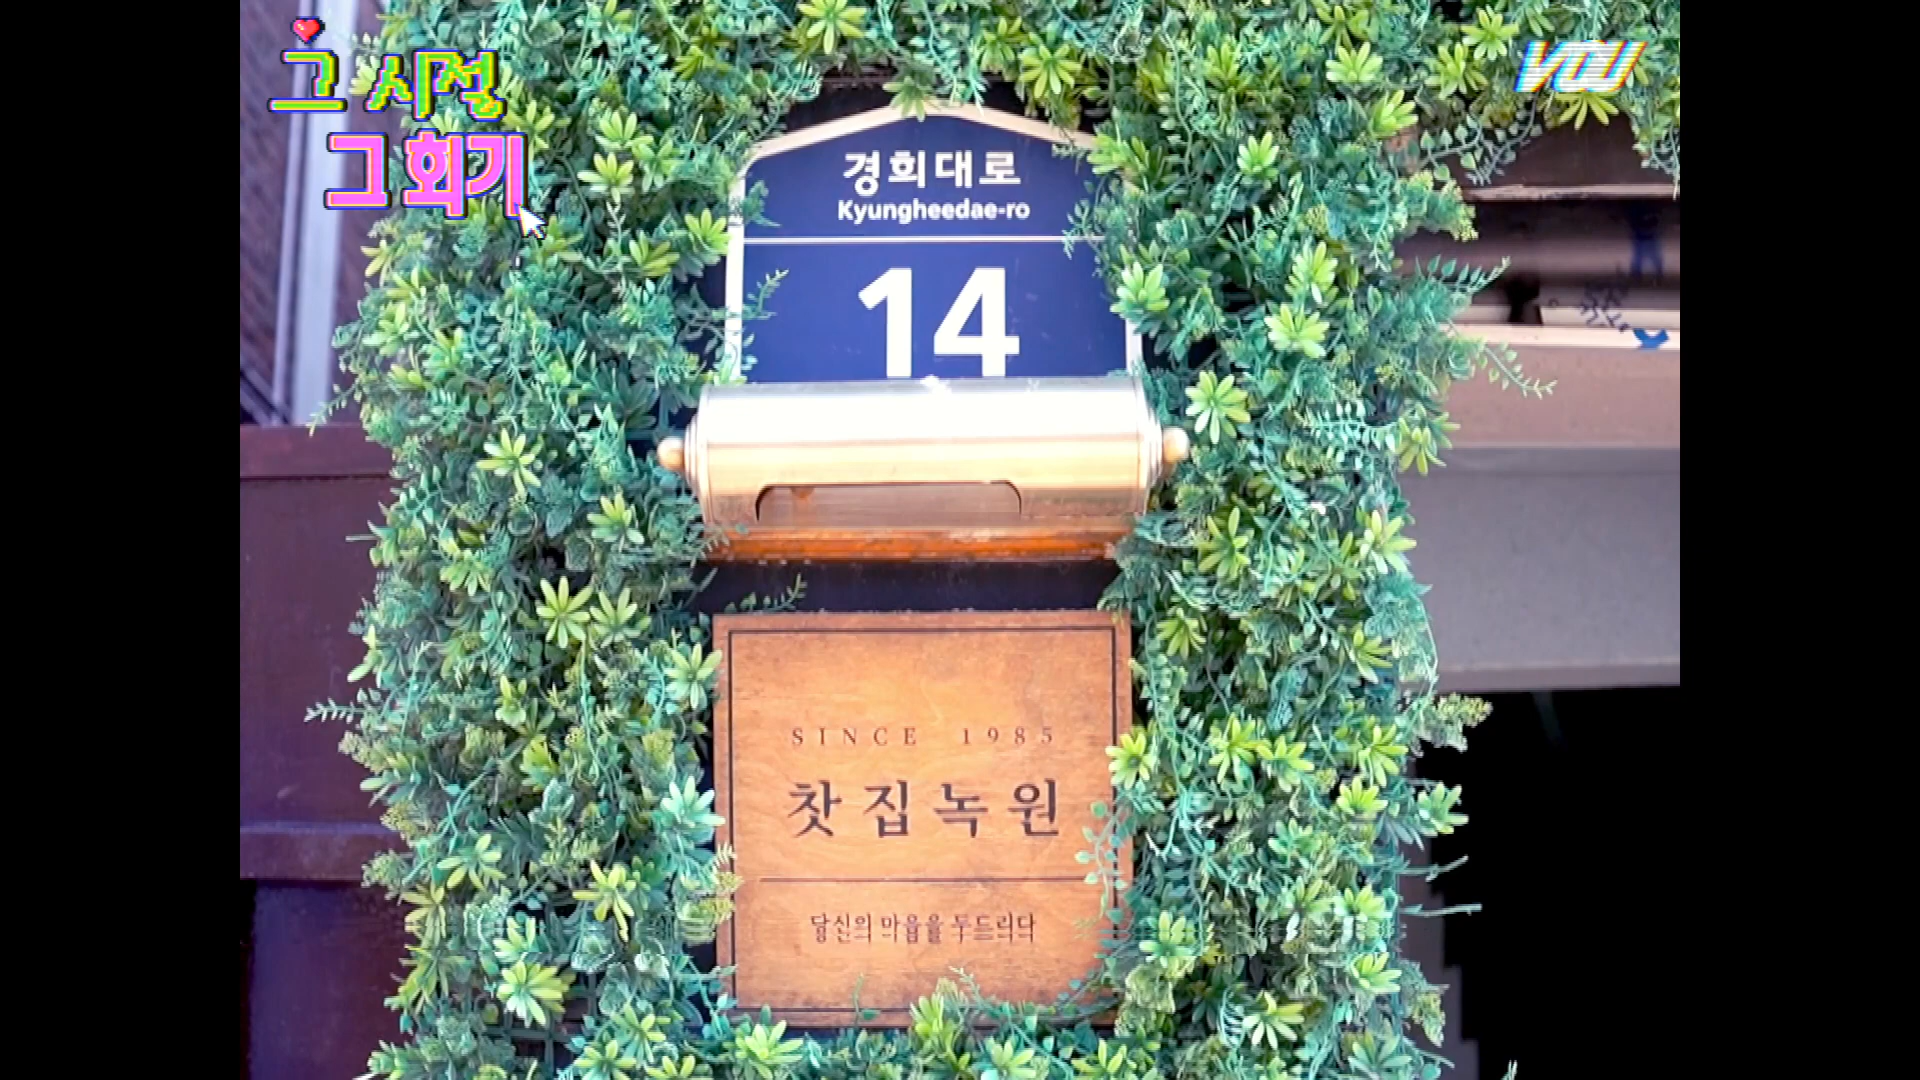 그 시절
그 회기
VOU
경희대로
Kyungheedae-ro
14
SINCE 1985
찻집녹원
당신의 마음을 두드리다